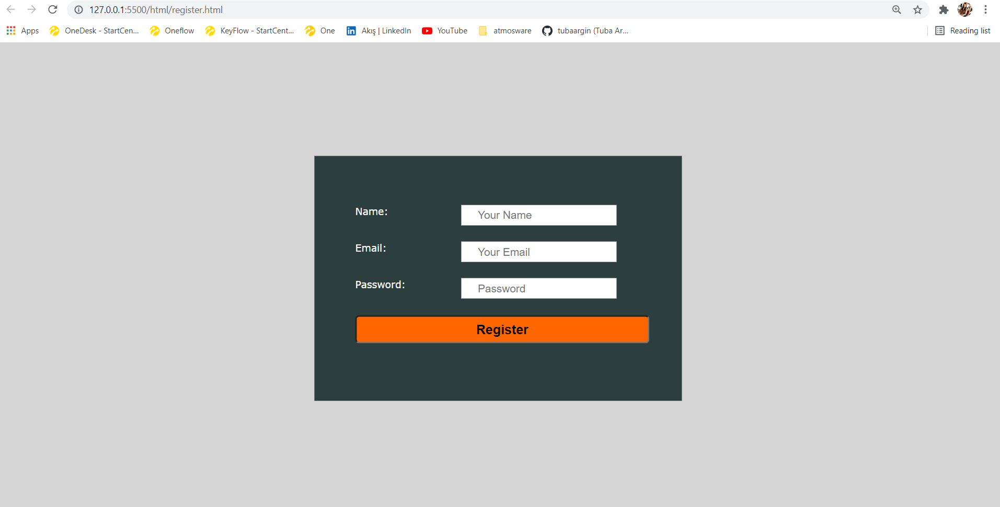 127.0.0.1:5500/html/register.html
Apps OneDesk - StartCen... Oneflow KeyFlow - StartCent... One Akış | LinkedIn YouTube atmosware tubaargin (Tuba Ar... Reading list
Name: Your Name
Email: Your Email
Password: Password
Register